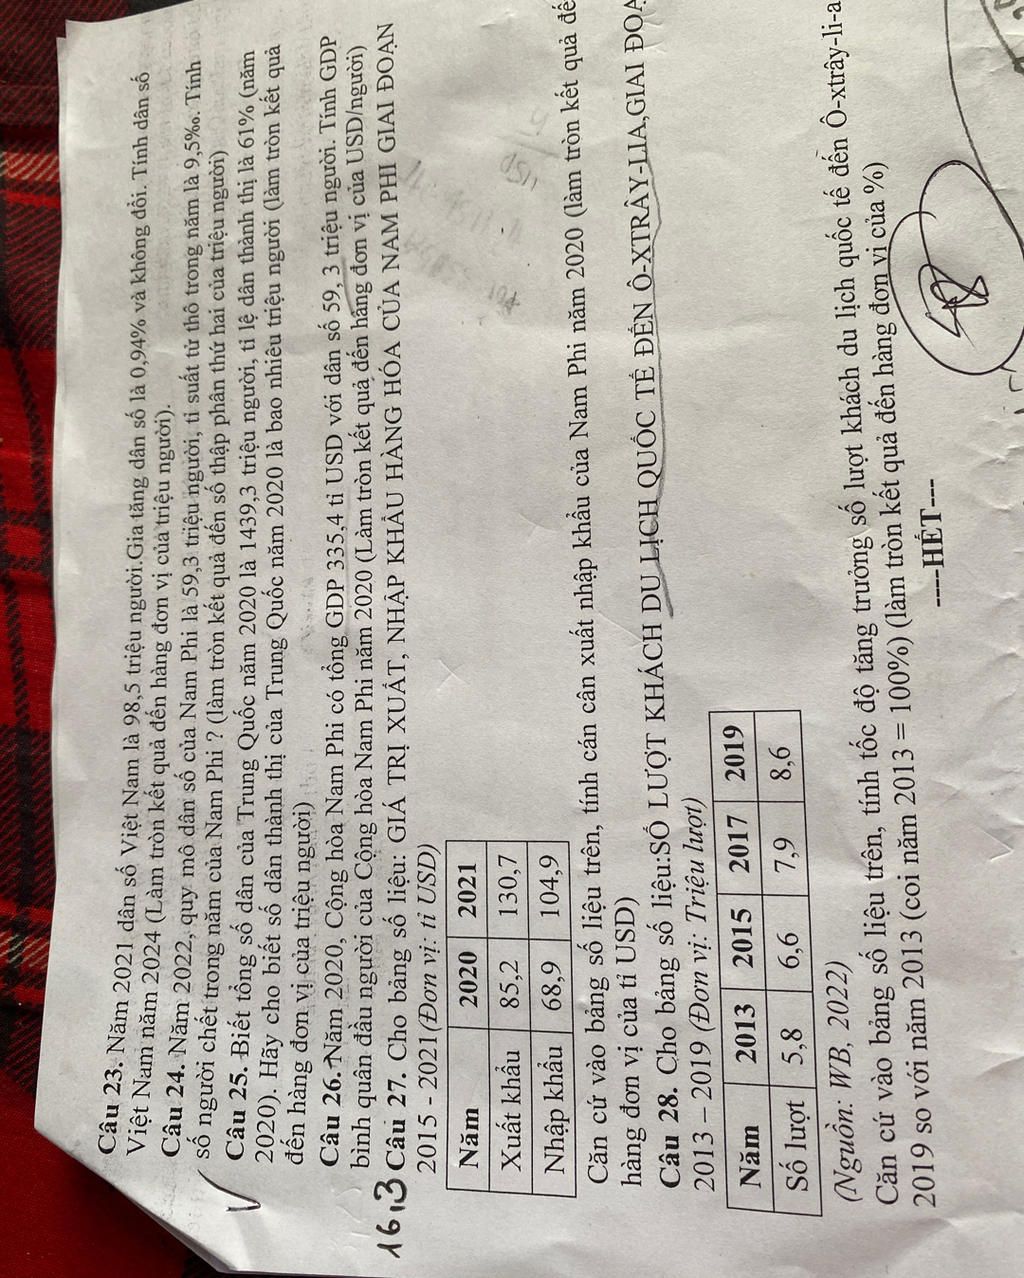 Câu 23. Năm 2021 dân số Việt Nam là 98,5 triệu người.Gia tăng dân số là 0,94% và không đổi. Tính dân số
Việt Nam năm 2024 (Làm tròn kết quả đến hàng đơn vị của triệu người).
Câu 24. Năm 2022, quy mô dân số của Nam Phi là 59,3 triệu người, tỉ suất tử thô trong năm là 9,5‰. Tính
số người chết trong năm của Nam Phi ? (làm tròn kết quả đến số thập phân thứ hai của triệu người)
Câu 25. Biết tổng số dân của Trung Quốc năm 2020 là 1439,3 triệu người, tỉ lệ dân thành thị là 61% (năm
2020). Hãy cho biết số dân thành thị của Trung Quốc năm 2020 là bao nhiêu triệu người (làm tròn kết quả
đến hàng đơn vị của triệu người)
Câu 26. Năm 2020, Cộng hòa Nam Phi có tổng GDP 335,4 tỉ USD với dân số 59, 3 triệu người. Tính GDP
bình quân đầu người của Cộng hòa Nam Phi năm 2020 (Làm tròn kết quả đến hàng đơn vị của USD/người)
16,3 Câu 27. Cho bảng số liệu: GIÁ TRỊ XUẤT, NHẬP KHẨU HÀNG HÓA CỦA NAM PHI GIAI ĐOẠN
2015 - 2021(Đơn vị: tỉ USD)
Năm 2020 2021
Xuất khẩu 85,2 130,7
Nhập khẩu 68,9 104,9
Căn cứ vào bảng số liệu trên, tính cán cân xuất nhập khẩu của Nam Phi năm 2020 (làm tròn kết quả đế
hàng đơn vị của tỉ USD)
Câu 28. Cho bảng số liệu:SỐ LƯỢT KHÁCH DU LỊCH QUỐC TẾ ĐẾN Ô-XTRÂY-LIA,GIAI ĐOẠ
2013 – 2019 (Đơn vị: Triệu lượt)
Năm 2013 2015 2017 2019
Số lượt 5,8 6,6 7,9 8,6
(Nguồn: WB, 2022)
Căn cứ vào bảng số liệu trên, tính tốc độ tăng trưởng số lượt khách du lịch quốc tế đến Ô-xtrây-li-a
2019 so với năm 2013 (coi năm 2013 = 100%) (làm tròn kết quả đến hàng đơn vị của %)
----HẾT---